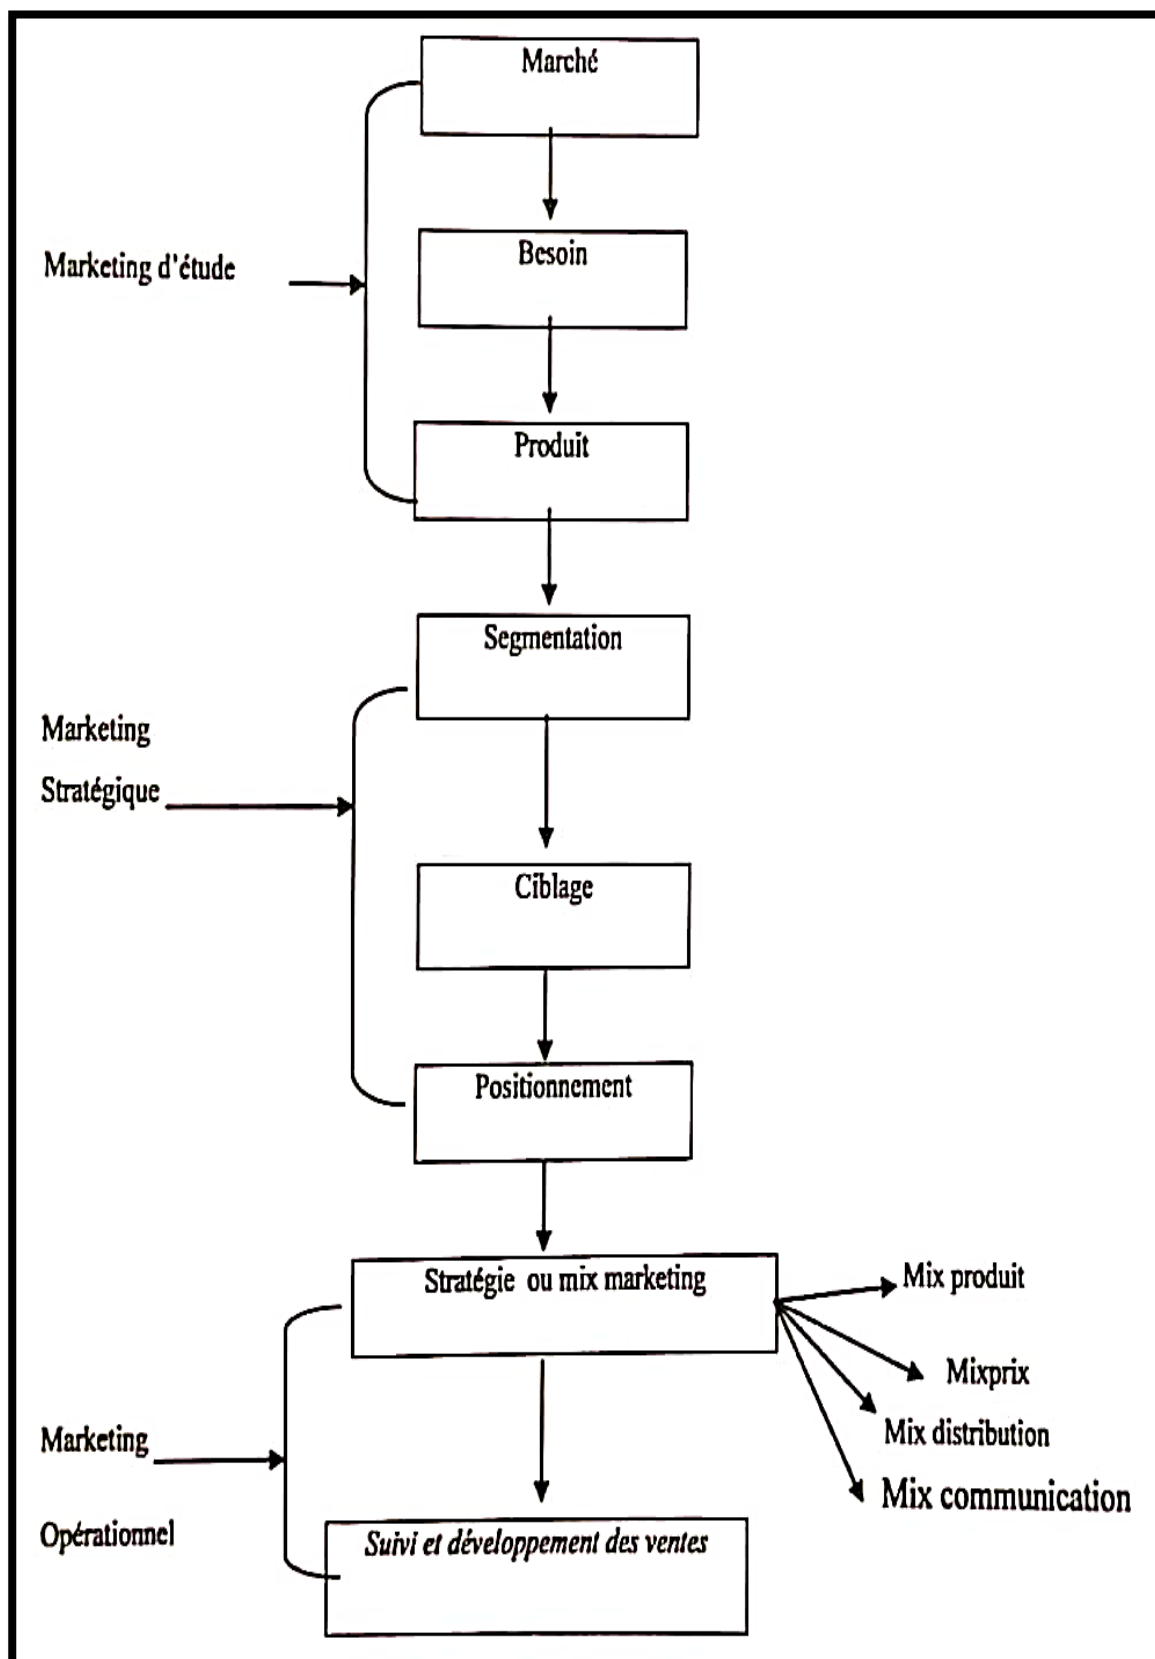 Marché
Besoin
Marketing d'étude
Produit
Segmentation
Marketing
Stratégique
Ciblage
Positionnement
Stratégie ou mix marketing
Mix produit
Mixprix
Mix distribution
Mix communication
Marketing
Opérationnel
Suivi et développement des ventes